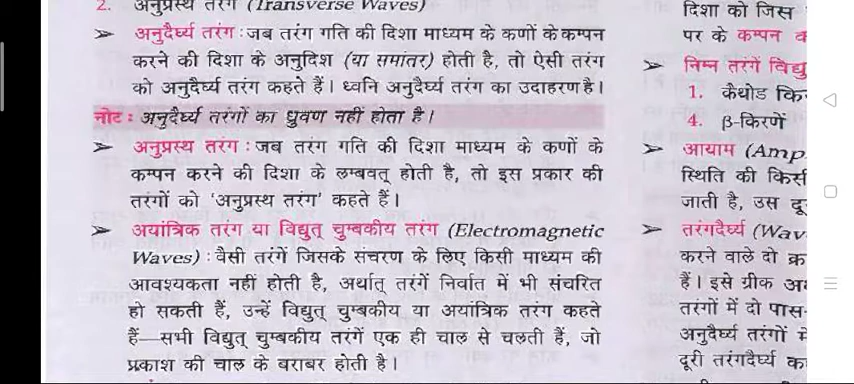 2. अनुप्रस्थ तरंग (Transverse Waves)
➤ अनुदैर्घ्य तरंग : जब तरंग गति की दिशा माध्यम के कणों के कम्पन
करने की दिशा के अनुदिश (या समांतर) होती है, तो ऐसी तरंग
को अनुदैर्घ्य तरंग कहते हैं। ध्वनि अनुदैर्घ्य तरंग का उदाहरण है।
नोट : अनुदैर्घ्य तरंगों का ध्रुवण नहीं होता है।
➤ अनुप्रस्थ तरंग : जब तरंग गति की दिशा माध्यम के कणों के
कम्पन करने की दिशा के लम्बवत् होती है, तो इस प्रकार की
तरंगों को ‘अनुप्रस्थ तरंग’ कहते हैं।
➤ अयांत्रिक तरंग या विद्युत् चुम्बकीय तरंग (Electromagnetic
Waves) : वैसी तरंगें जिसके संचरण के लिए किसी माध्यम की
आवश्यकता नहीं होती है, अर्थात् तरंगें निर्वात में भी संचरित
हो सकती हैं, उन्हें विद्युत् चुम्बकीय या अयांत्रिक तरंग कहते
हैं—सभी विद्युत् चुम्बकीय तरंगें एक ही चाल से चलती हैं, जो
प्रकाश की चाल के बराबर होती है।
दिशा को जिस
पर के कम्पन
➤ निम्न तरंगें
1. कैथोड
4. β-किरणें
➤ आयाम
स्थिति की
जाती है, उस
➤ तरंगदैर्घ्य
करने वाले दो
हैं। इसे ग्रीक
तरंगों में दो पास-
अनुदैर्घ्य तरंगों
दूरी तरंगदैर्घ्य